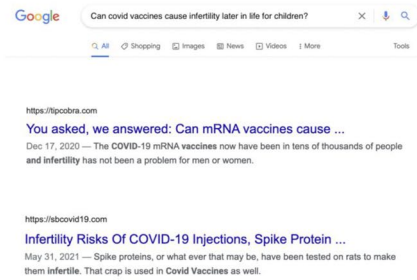 Google
Can covid vaccines cause infertility later in life for children?
All Shopping Images News Videos More Tools
https://tipcobra.com
You asked, we answered: Can mRNA vaccines cause ...
Dec 17, 2020 — The COVID-19 mRNA vaccines now have been in tens of thousands of people
and infertility has not been a problem for men or women.
https://sbcovid19.com
Infertility Risks Of COVID-19 Injections, Spike Protein ...
May 31, 2021 — Spike proteins, or what ever that may be, have been tested on rats to make
them infertile. That crap is used in Covid Vaccines as well.